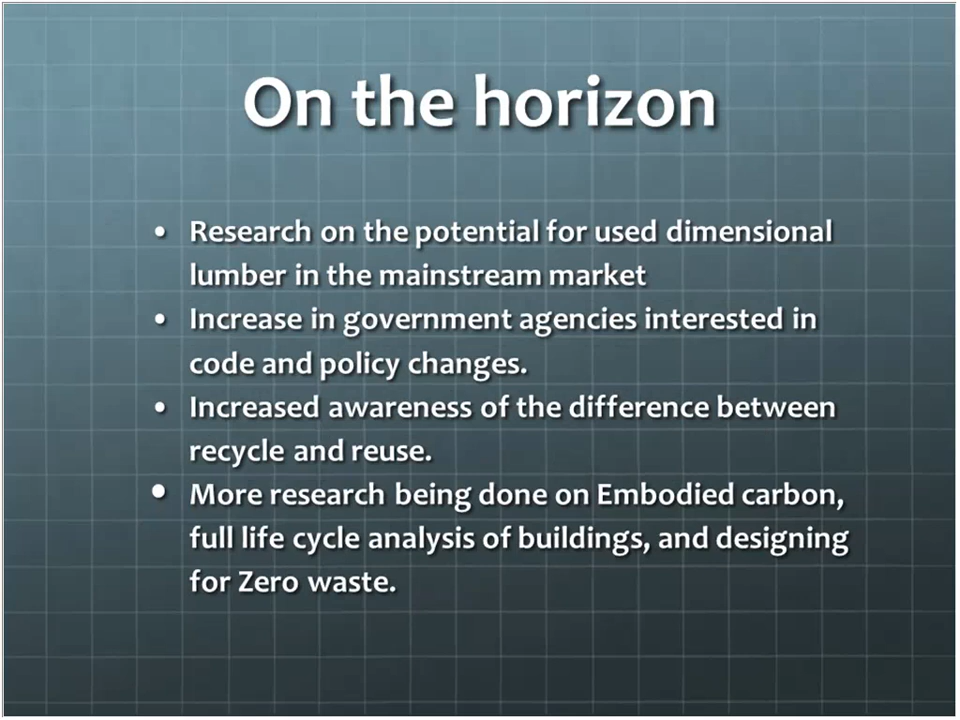 On the horizon
• Research on the potential for used dimensional
lumber in the mainstream market
• Increase in government agencies interested in
code and policy changes.
• Increased awareness of the difference between
recycle and reuse.
• More research being done on Embodied carbon,
full life cycle analysis of buildings, and designing
for Zero waste.